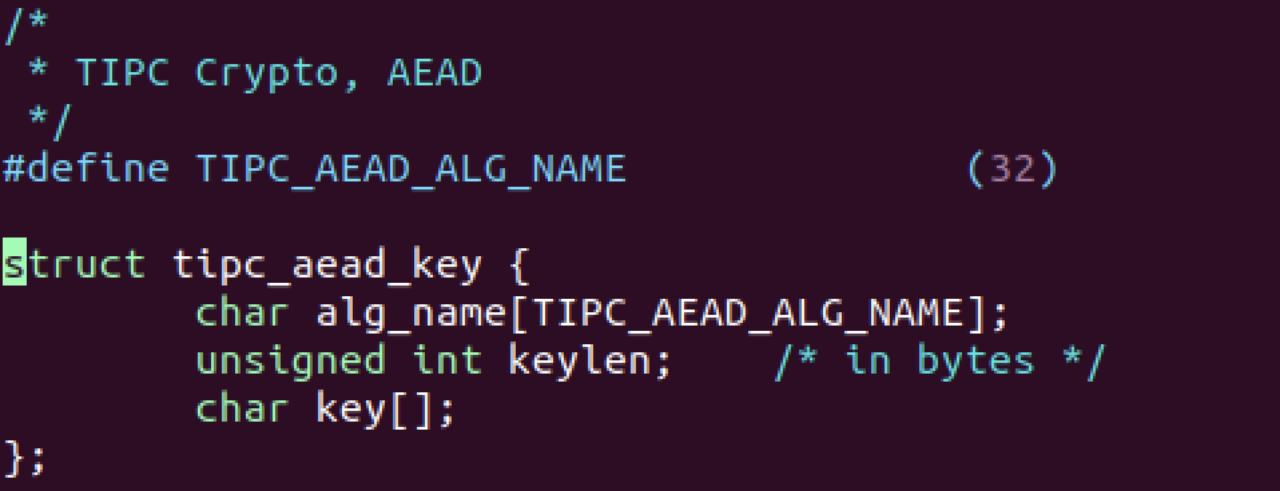 /*
 * TIPC Crypto, AEAD
 */
#define TIPC_AEAD_ALG_NAME              (32)

struct tipc_aead_key {
        char alg_name[TIPC_AEAD_ALG_NAME];
        unsigned int keylen;    /* in bytes */
        char key[];
};